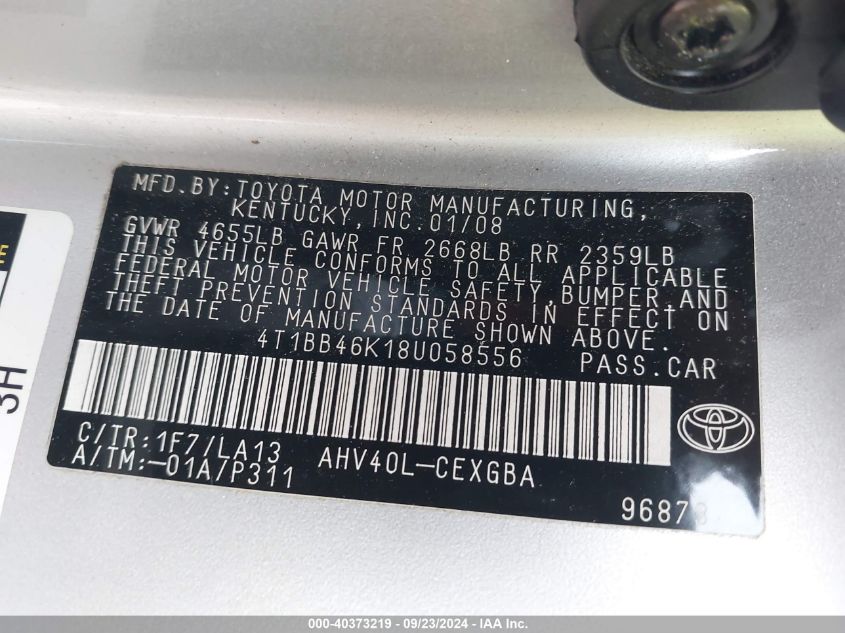 MFD.BY:TOYOTA MOTOR MANUFACTURING,
KENTUCKY,INC.01/08
GVWR 4655LB GAWR FR 2668LB RR 2359LB
THIS VEHICLE CONFORMS TO ALL APPLICABLE
FEDERAL MOTOR VEHICLE SAFETY,BUMPER,AND
THEFT PREVENTION STANDARDS IN EFFECT ON
THE DATE OF MANUFACTURE SHOWN ABOVE.
4T1BB46K18U058556 PASS.CAR
C/TR:1F7/LA13
A/TM:-01A/P311 AHV40L-CEXGBA
9687
3H
000-40373219 - 09/23/2024 - IAA Inc.